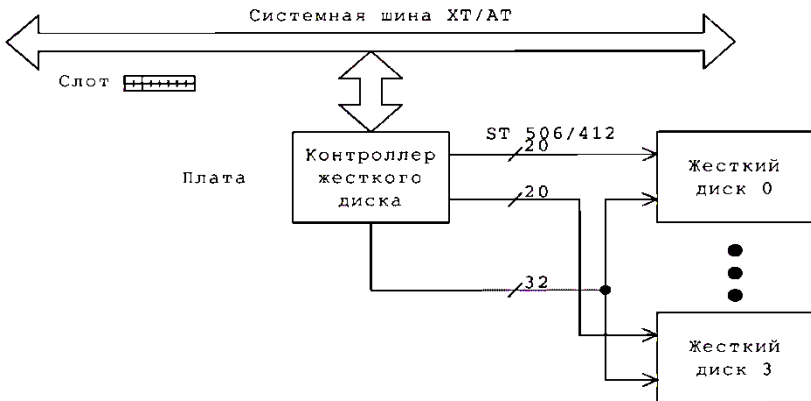 Системная шина XT/AT
Слот
ST 506/412
20
Контроллер
жесткого
диска
Плата
20
Жесткий
диск 0
32
Жесткий
диск 3